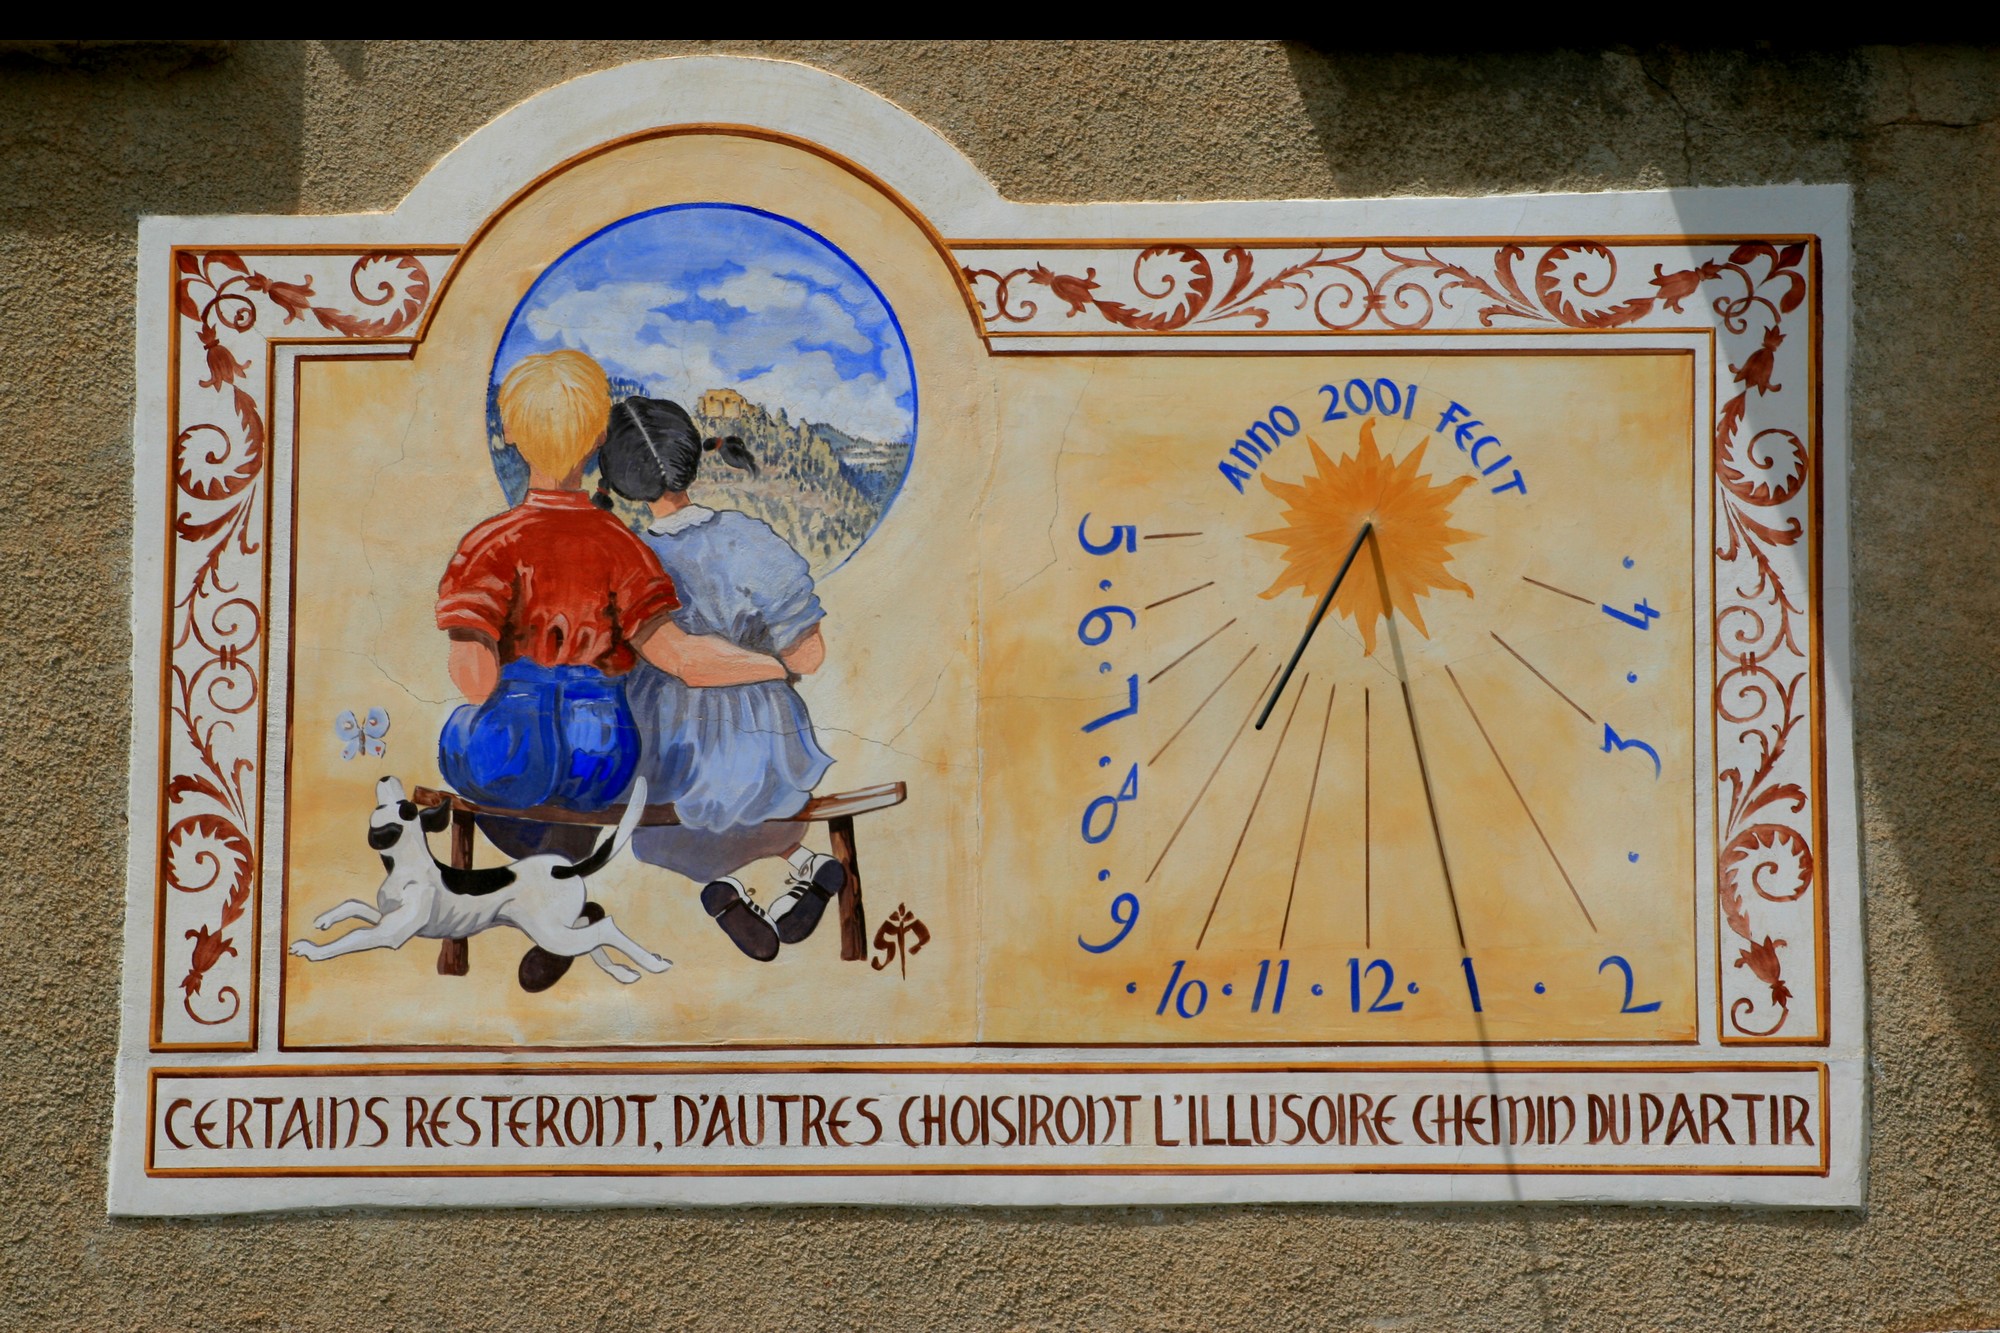 Anno 2001 FECIT
5 • 6 • 7 • 8 • 9
• 10 • 11 • 12 • 1 • 2
• 3 • 4 •
SP
CERTAINS RESTERONT, D'AUTRES CHOISIRONT L'ILLUSOIRE CHEMIN DU PARTIR